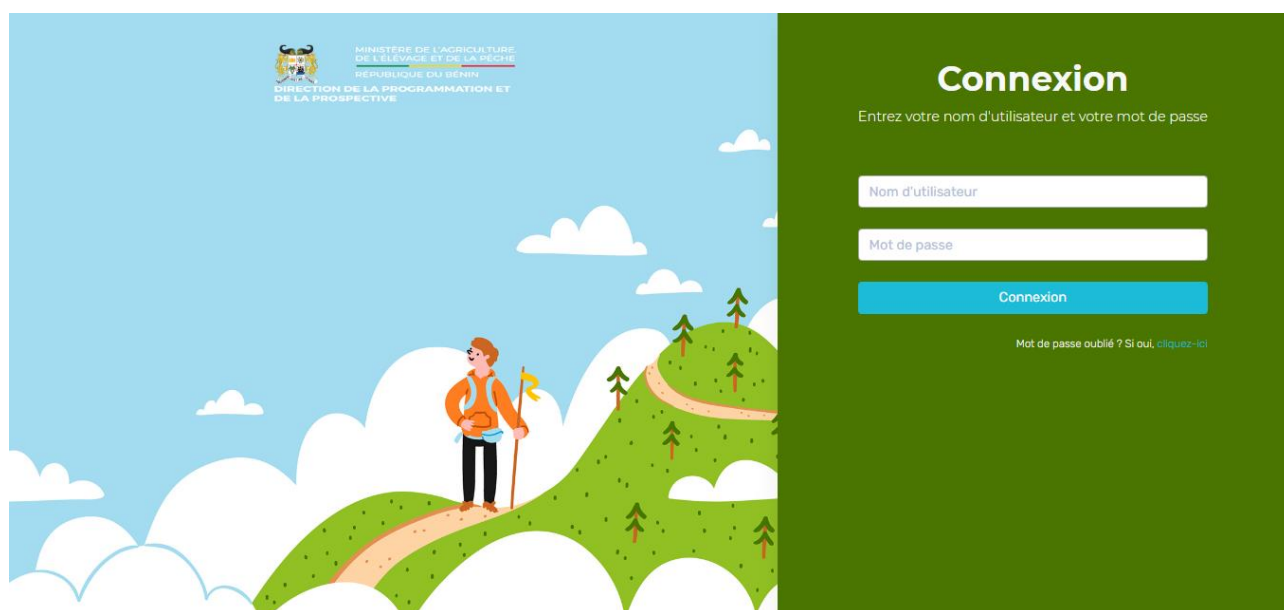 MINISTÈRE DE L'AGRICULTURE,
DE L'ÉLEVAGE ET DE LA PÊCHE
RÉPUBLIQUE DU BÉNIN
DIRECTION DE LA PROGRAMMATION ET
DE LA PROSPECTIVE
Connexion
Entrez votre nom d'utilisateur et votre mot de passe
Nom d'utilisateur
Mot de passe
Connexion
Mot de passe oublié ? Si oui, cliquez-ici